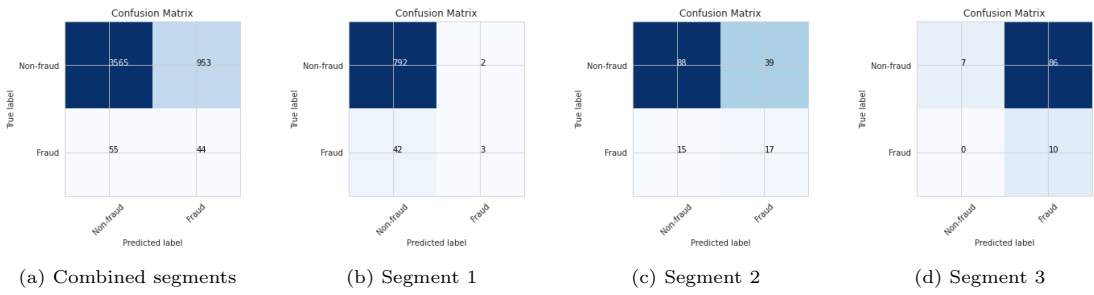 Confusion Matrix
Non-fraud
3565
953
True label
Fraud
55
44
Non-fraud
Fraud
Predicted label
(a) Combined segments
Confusion Matrix
Non-fraud
792
2
True label
Fraud
42
3
Non-fraud
Fraud
Predicted label
(b) Segment 1
Confusion Matrix
Non-fraud
88
39
True label
Fraud
15
17
Non-fraud
Fraud
Predicted label
(c) Segment 2
Confusion Matrix
Non-fraud
7
86
True label
Fraud
0
10
Non-fraud
Fraud
Predicted label
(d) Segment 3